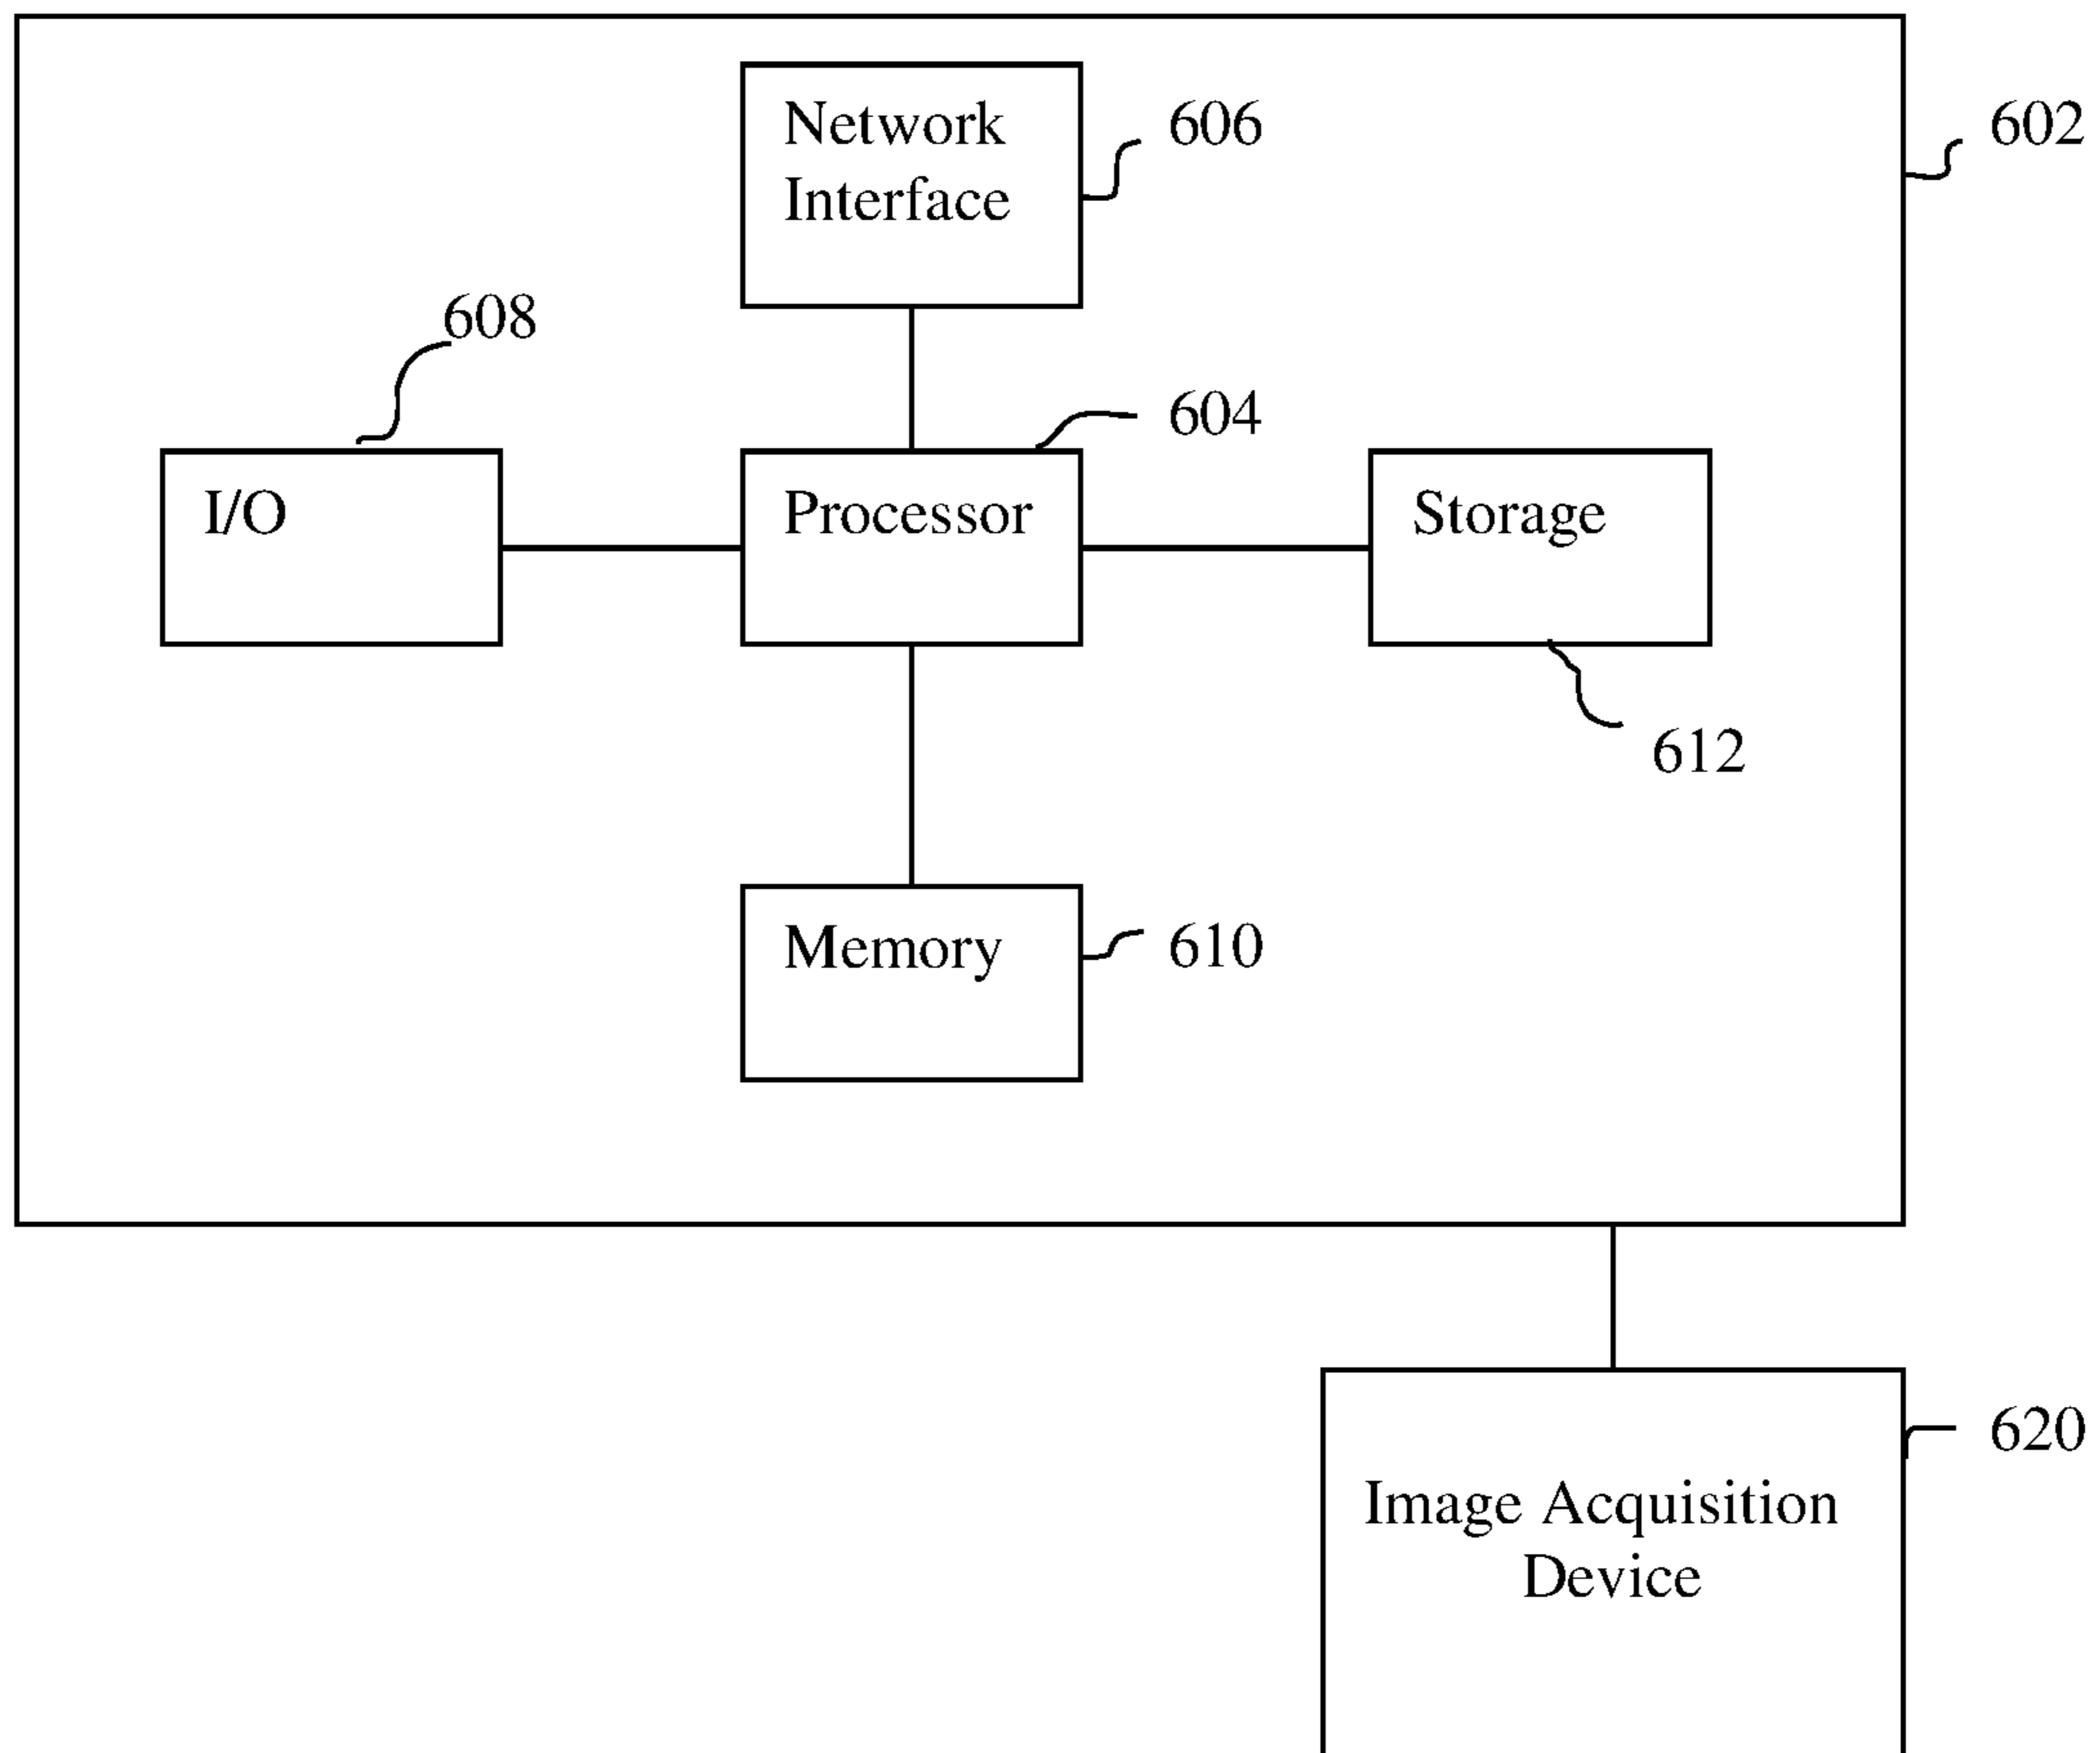 Network
Interface
606
602
608
604
I/O
Processor
Storage
612
Memory
610
620
Image Acquisition
Device